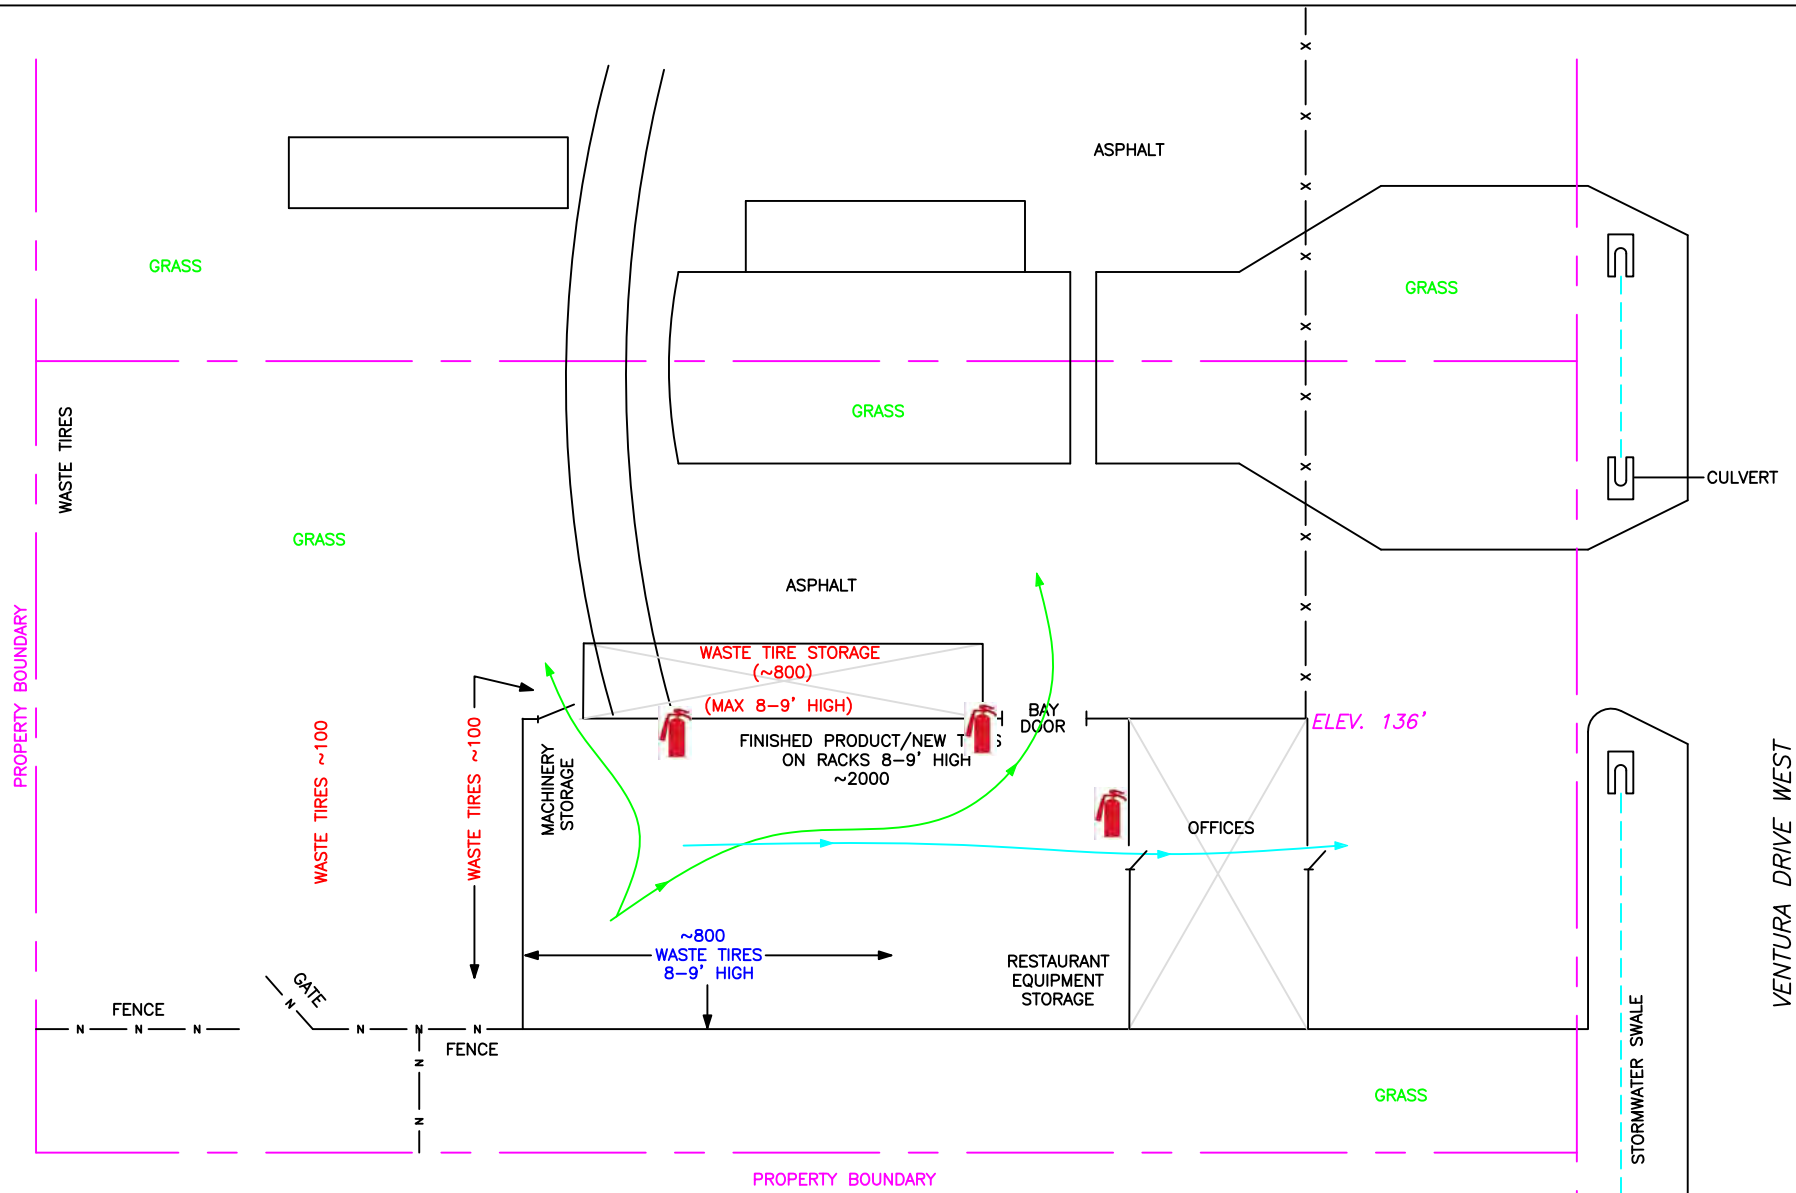 ASPHALT
GRASS
GRASS
WASTE TIRES
GRASS
CULVERT
GRASS
ASPHALT
PROPERTY BOUNDARY
WASTE TIRE STORAGE
(~800)
(MAX 8-9' HIGH)
BAY
DOOR
ELEV. 136'
WASTE TIRES ~100
WASTE TIRES ~100
MACHINERY
STORAGE
FINISHED PRODUCT/NEW
ON RACKS 8-9' HIGH
~2000
OFFICES
VENTURA DRIVE WEST
~800
WASTE TIRES
8-9' HIGH
RESTAURANT
EQUIPMENT
STORAGE
GATE
FENCE
FENCE
STORMWATER SWALE
GRASS
PROPERTY BOUNDARY